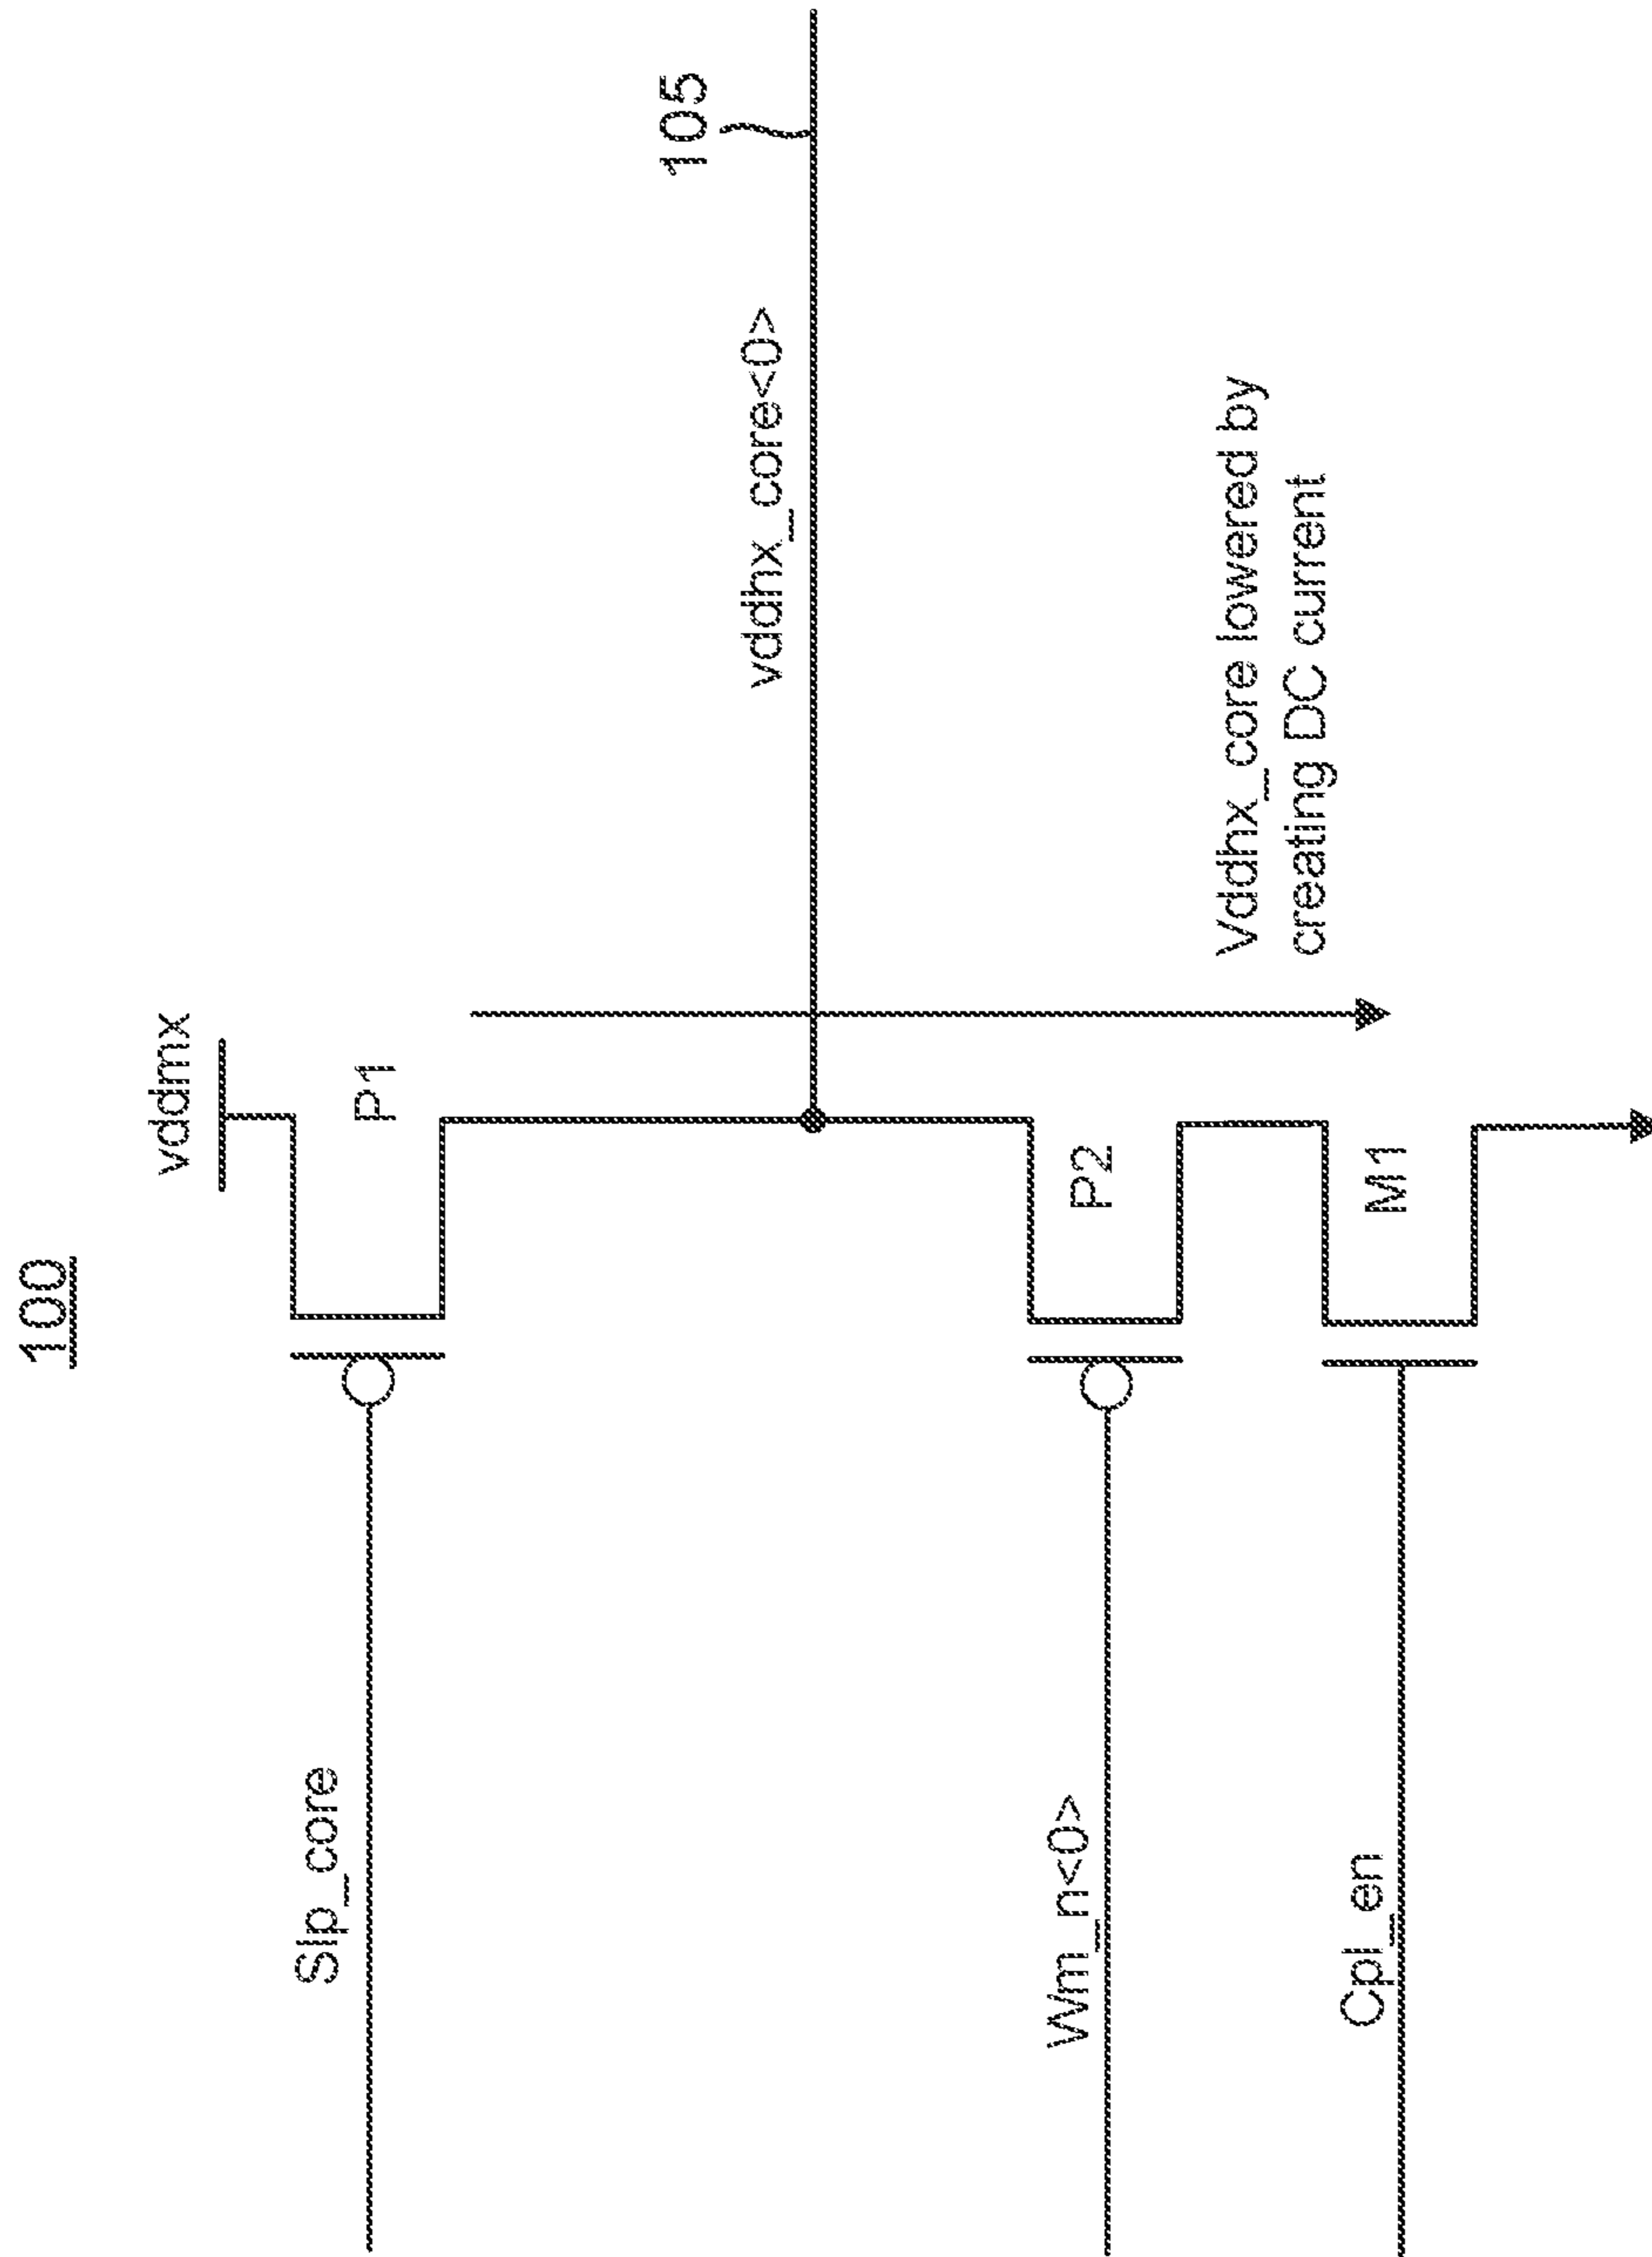 100
vddmx
P1
Slp_core
105
vddhx_core<0>
P2
Wm_n<0>
Vddhx_core lowered by
creating DC current
M1
Cpl_en